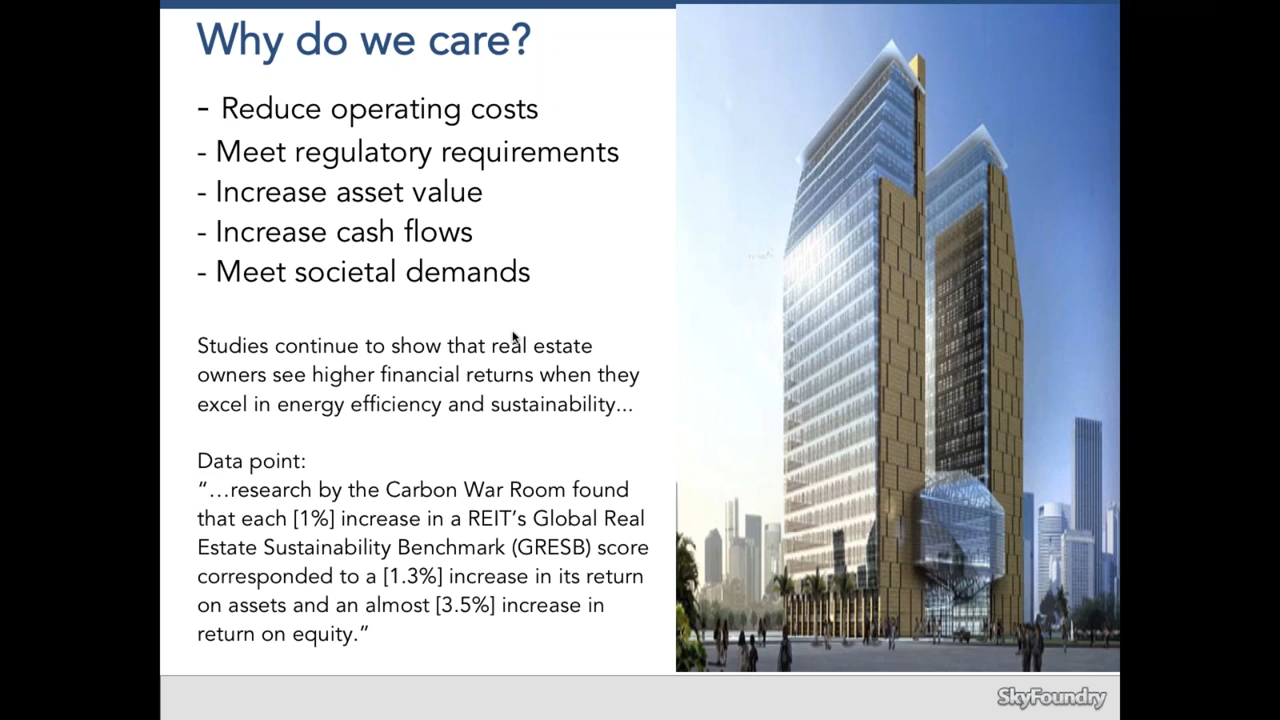 Why do we care?
- Reduce operating costs
- Meet regulatory requirements
- Increase asset value
- Increase cash flows
- Meet societal demands
Studies continue to show that real estate
owners see higher financial returns when they
excel in energy efficiency and sustainability...
Data point:
“…research by the Carbon War Room found
that each [1%] increase in a REIT’s Global Real
Estate Sustainability Benchmark (GRESB) score
corresponded to a [1.3%] increase in its return
on assets and an almost [3.5%] increase in
return on equity.”
SkyFoundry